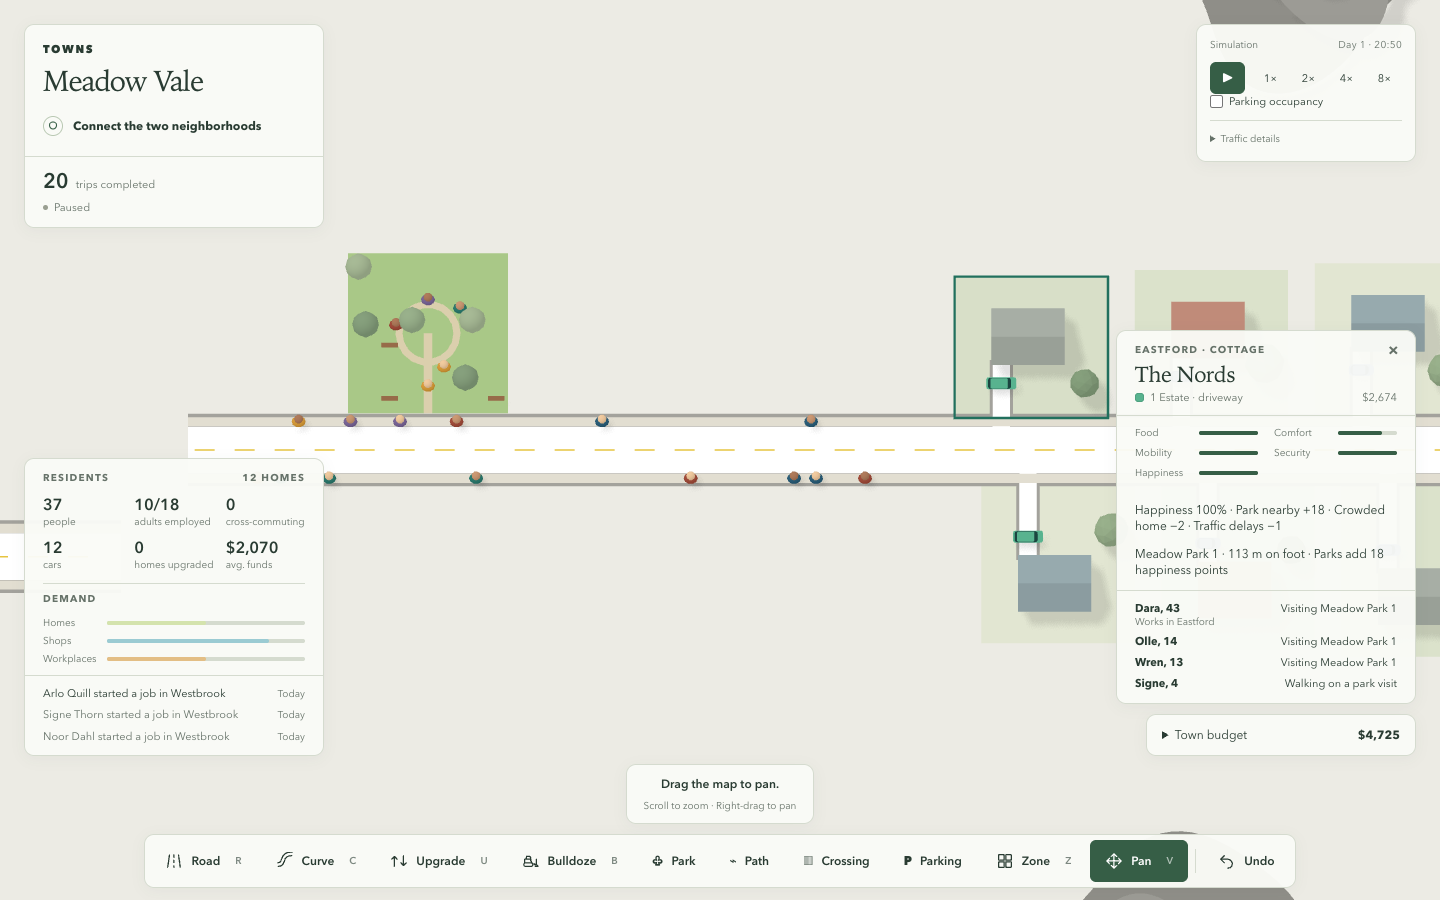 TOWNS
Meadow Vale
Connect the two neighborhoods
20 trips completed
Paused
Simulation Day 1 · 20:50
1× 2× 4× 8×
Parking occupancy
Traffic details
RESIDENTS 12 HOMES
37 10/18 0
people adults employed cross-commuting
12 0 $2,070
cars homes upgraded avg. funds
DEMAND
Homes
Shops
Workplaces
Arlo Quill started a job in Westbrook Today
Signe Thorn started a job in Westbrook Today
Noor Dahl started a job in Westbrook Today
EASTFORD · COTTAGE
The Nords
1 Estate · driveway $2,674
Food Comfort
Mobility Security
Happiness
Happiness 100% · Park nearby +18 · Crowded
home −2 · Traffic delays −1
Meadow Park 1 · 113 m on foot · Parks add 18
happiness points
Dara, 43 Visiting Meadow Park 1
Works in Eastford
Olle, 14 Visiting Meadow Park 1
Wren, 13 Visiting Meadow Park 1
Signe, 4 Walking on a park visit
Town budget $4,725
Drag the map to pan.
Scroll to zoom · Right-drag to pan
Road R Curve C Upgrade U Bulldoze B Park Path Crossing P Parking Zone Z Pan V Undo